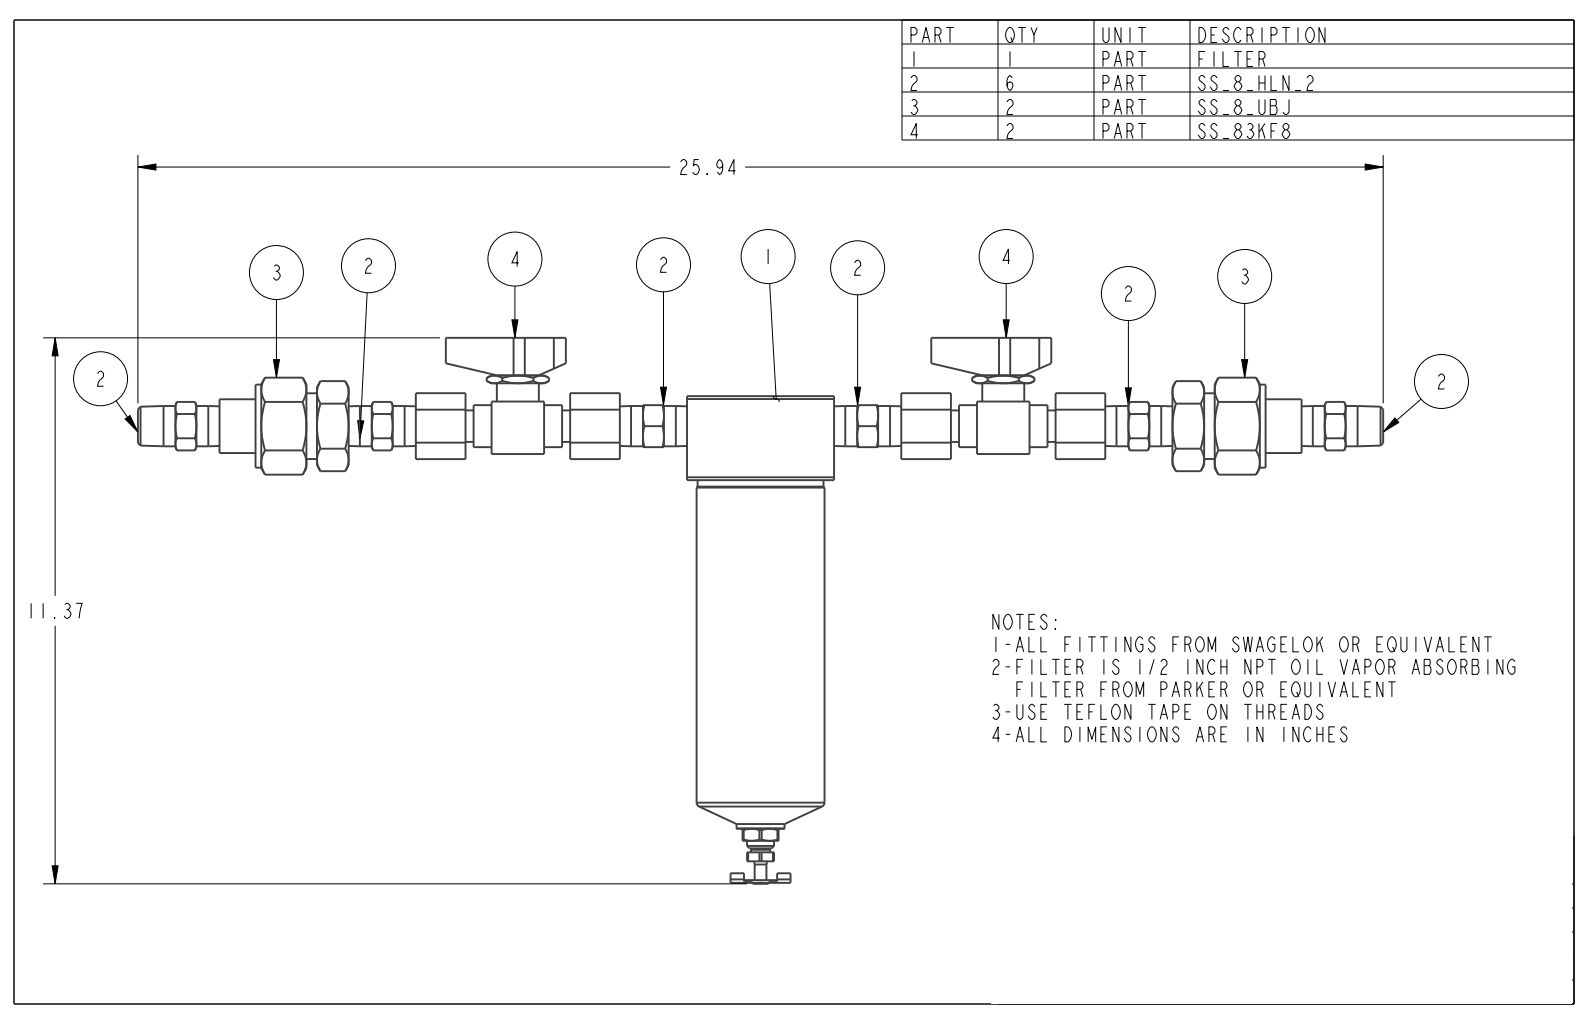 PART QTY UNIT DESCRIPTION
1 1 PART FILTER
2 6 PART SS_8_HLN_2
3 2 PART SS_8_UBJ
4 2 PART SS_83KF8
25.94
3 2 4 2 1 2 4 2 3
2 2
11.37
NOTES:
1-ALL FITTINGS FROM SWAGELOK OR EQUIVALENT
2-FILTER IS 1/2 INCH NPT OIL VAPOR ABSORBING
FILTER FROM PARKER OR EQUIVALENT
3-USE TEFLON TAPE ON THREADS
4-ALL DIMENSIONS ARE IN INCHES